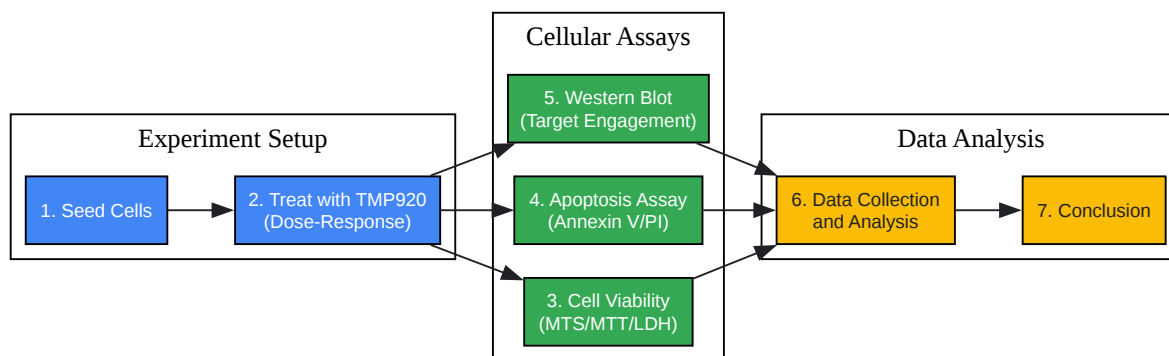 Experiment Setup
1. Seed Cells
2. Treat with TMP920
(Dose-Response)
Cellular Assays
5. Western Blot
(Target Engagement)
4. Apoptosis Assay
(Annexin V/PI)
3. Cell Viability
(MTS/MTT/LDH)
Data Analysis
6. Data Collection
and Analysis
7. Conclusion